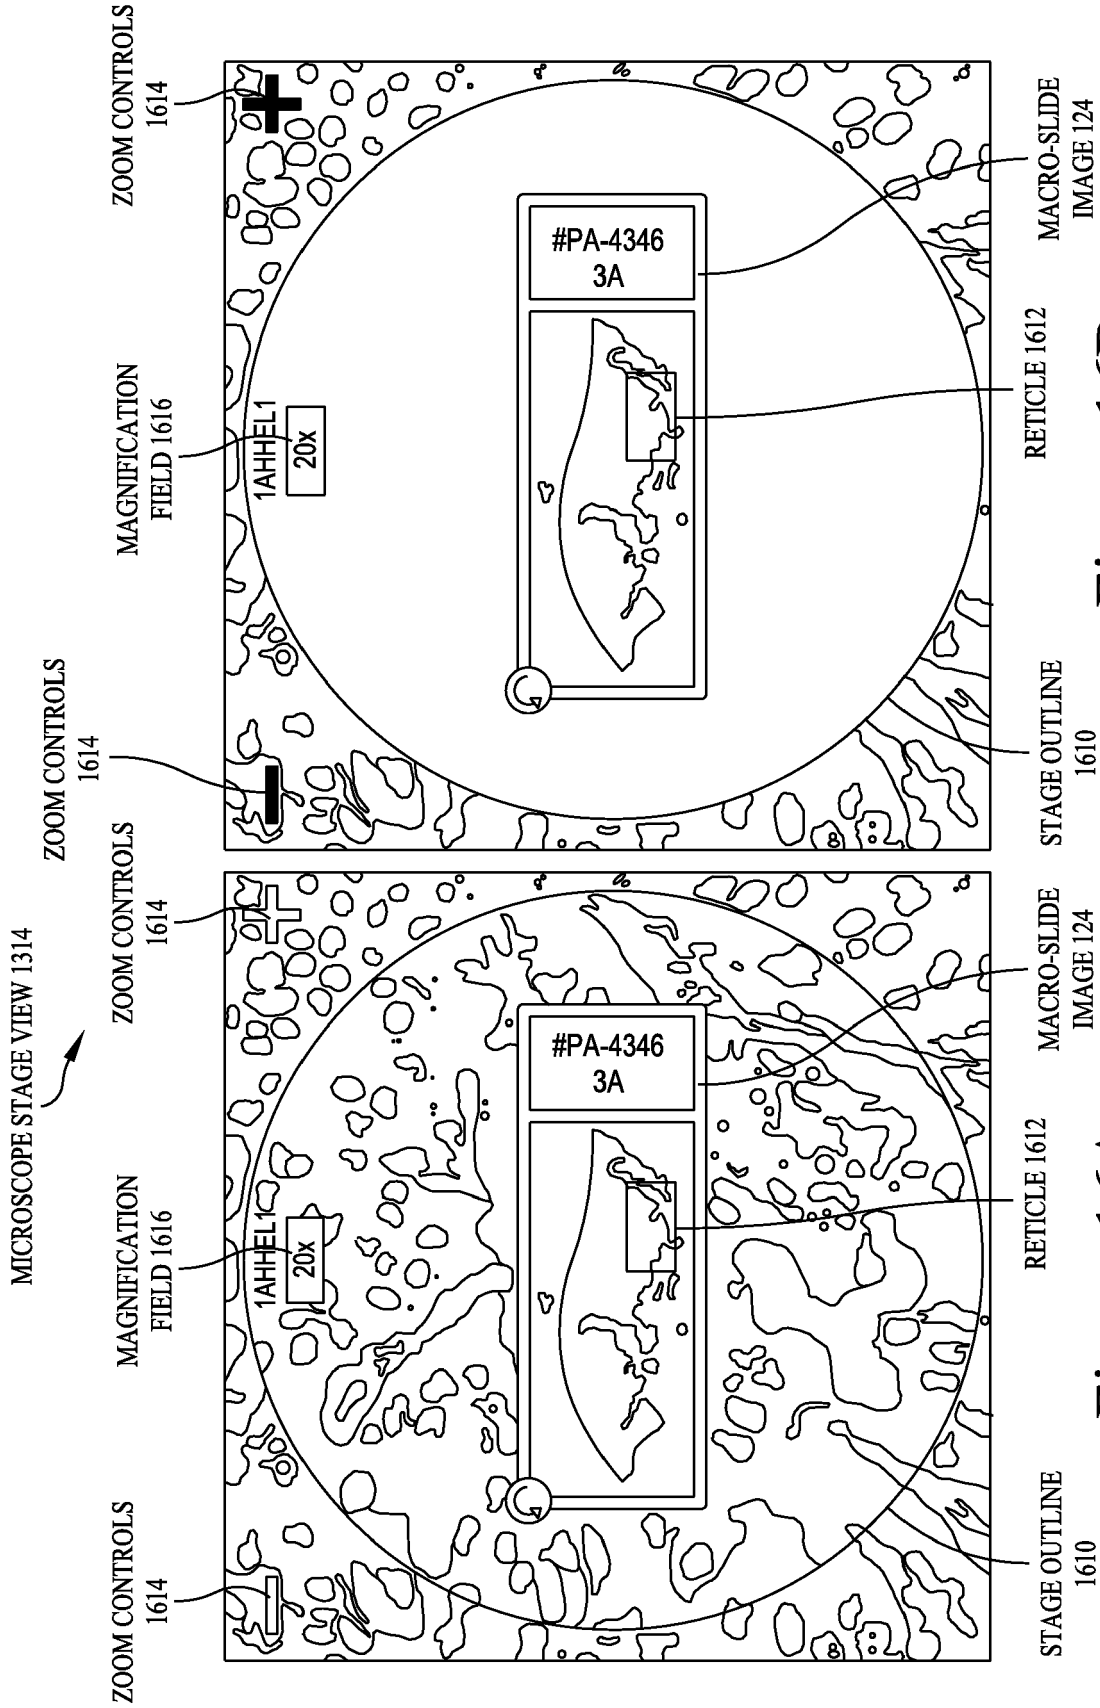 MICROSCOPE STAGE VIEW 1314
ZOOM CONTROLS
1614
ZOOM CONTROLS
1614
MAGNIFICATION
FIELD 1616
ZOOM CONTROLS
1614
1AHHEL1
20x
#PA-4346
3A
STAGE OUTLINE
1610
RETICLE 1612
MACRO-SLIDE
IMAGE 124
MAGNIFICATION
FIELD 1616
ZOOM CONTROLS
1614
1AHHEL1
20x
#PA-4346
3A
STAGE OUTLINE
1610
RETICLE 1612
MACRO-SLIDE
IMAGE 124